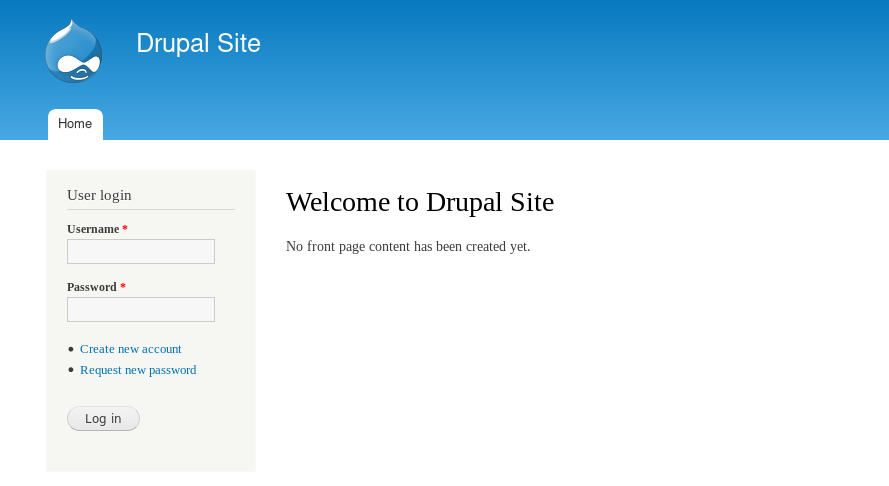 Drupal Site
Home
User login
Username *
Password *
Create new account
Request new password
Log in
Welcome to Drupal Site
No front page content has been created yet.